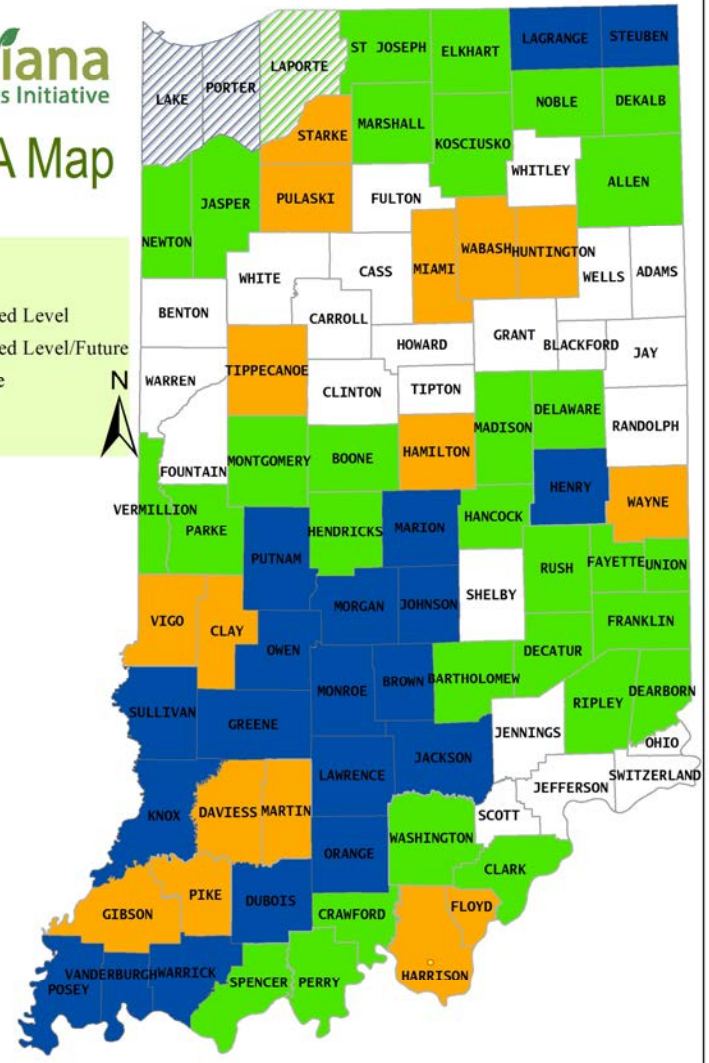 iana
s Initiative
A Map
ed Level
ed Level/Future
e
N
LAKE
PORTER
LAPORTE
ST JOSEPH
ELKHART
LAGRANGE
STEUBEN
NOBLE
DEKALB
STARKE
MARSHALL
KOSCIUSKO
WHITLEY
ALLEN
NEWTON
JASPER
PULASKI
FULTON
WHITE
CASS
MIAMI
WABASH
HUNTINGTON
WELLS
ADAMS
BENTON
CARROLL
HOWARD
GRANT
BLACKFORD
JAY
WARREN
TIPPECANOE
CLINTON
TIPTON
MADISON
DELAWARE
RANDOLPH
FOUNTAIN
MONTGOMERY
BOONE
HAMILTON
HENRY
WAYNE
VERMILLION
PARKE
PUTNAM
HENDRICKS
MARION
HANCOCK
RUSH
FAYETTE
UNION
VIGO
CLAY
OWEN
MORGAN
JOHNSON
SHELBY
DECATUR
FRANKLIN
SULLIVAN
GREENE
MONROE
BROWN
BARTHOLOMEW
JENNINGS
RIPLEY
DEARBORN
OHIO
KNOX
DAVIESS
MARTIN
LAWRENCE
JACKSON
SCOTT
JEFFERSON
SWITZERLAND
ORANGE
WASHINGTON
CLARK
GIBSON
PIKE
DUBOIS
CRAWFORD
FLOYD
HARRISON
POSEY
VANDERBURGH
WARRICK
SPENCER
PERRY